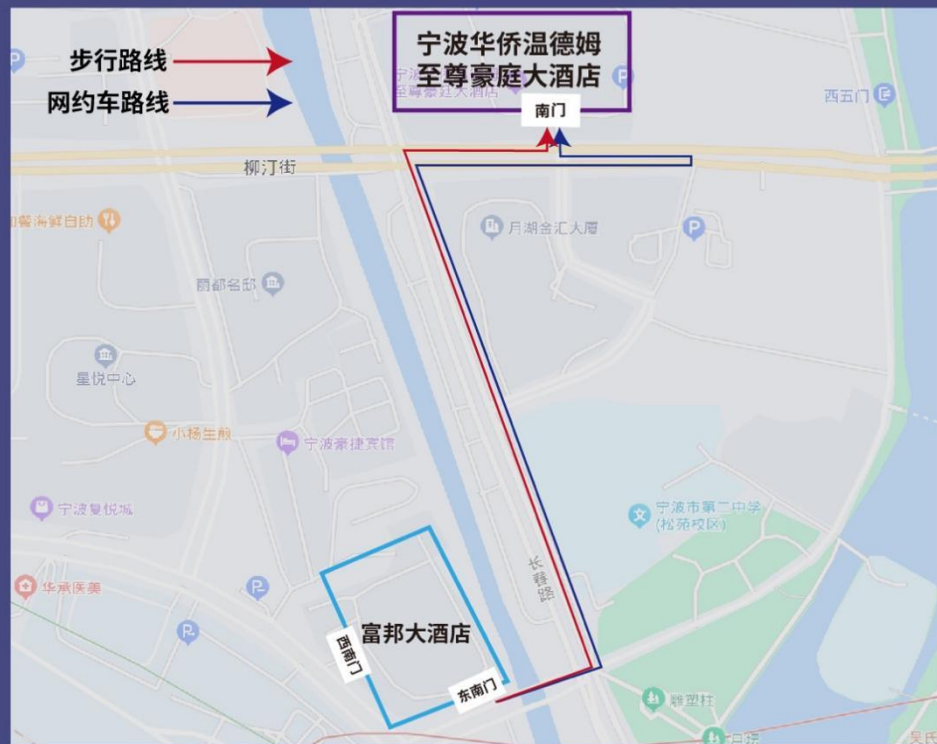 步行路线
网约车路线
宁波华侨温德姆
至尊豪庭大酒店
南门
西五门
柳汀街
月湖金汇大厦
丽都名邸
星悦中心
小杨生煎
宁波豪捷宾馆
宁波复悦城
宁波市第二中学
(松苑校区)
华承医美
长春路
富邦大酒店
西南门
东南门
雕塑柱